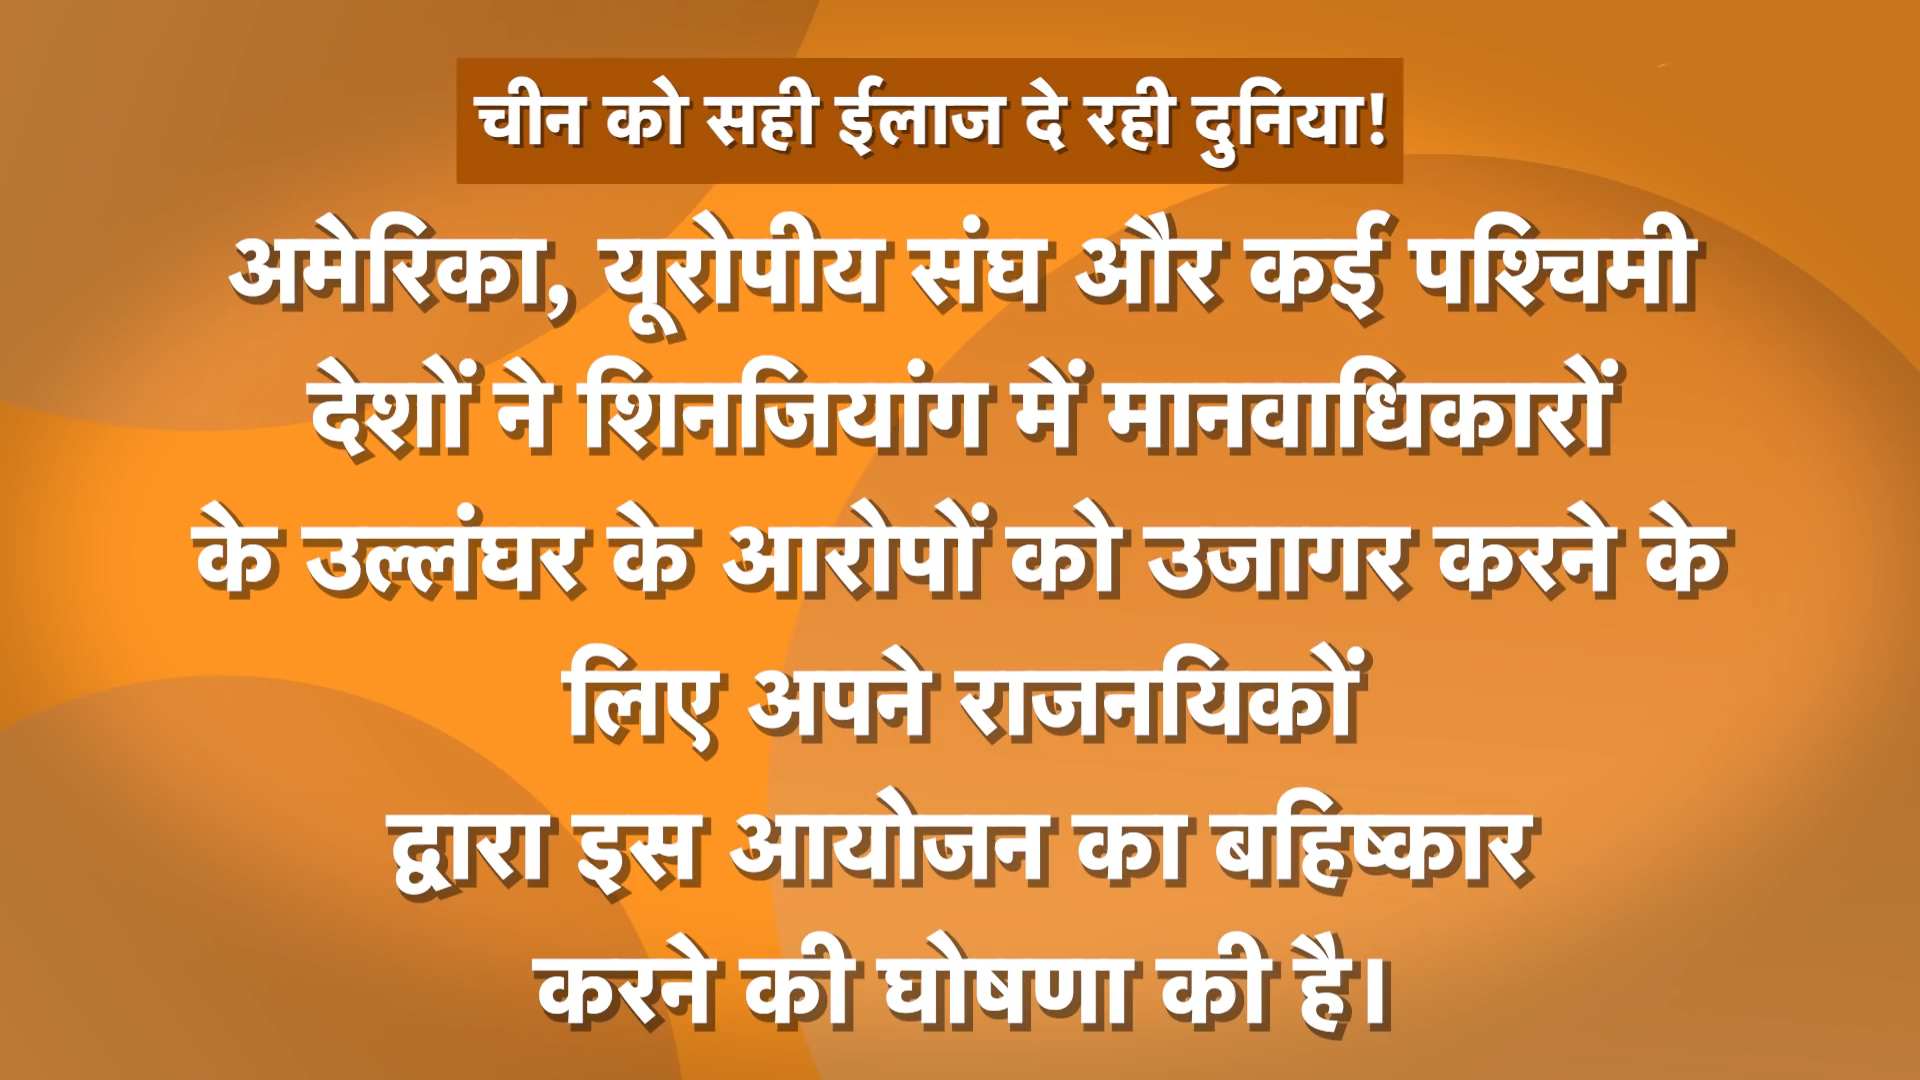 चीन को सही ईलाज दे रही दुनिया!
अमेरिका, यूरोपीय संघ और कई पश्चिमी
देशों ने शिनजियांग में मानवाधिकारों
के उल्लंघर के आरोपों को उजागर करने के
लिए अपने राजनयिकों
द्वारा इस आयोजन का बहिष्कार
करने की घोषणा की है।